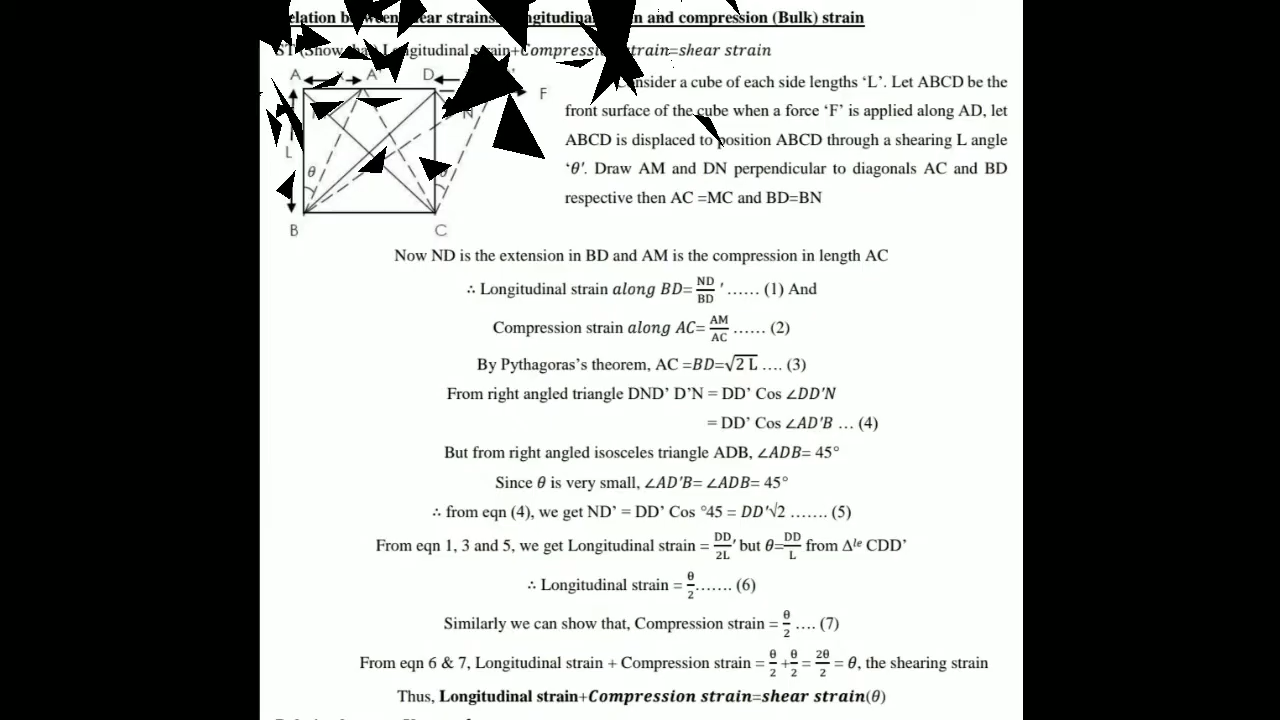 elation between shear strains, longitudinal strain and compression (Bulk) strain
ST (Show that) Longitudinal strain+Compression strain=shear strain
A x A' D F
Consider a cube of each side lengths ‘L’. Let ABCD be the
front surface of the cube when a force ‘F’ is applied along AD, let
ABCD is displaced to position ABCD through a shearing L angle
‘θ’. Draw AM and DN perpendicular to diagonals AC and BD
respective then AC =MC and BD=BN
N
L
θ
B C
Now ND is the extension in BD and AM is the compression in length AC
∴ Longitudinal strain along BD= ND/BD ′ …… (1) And
Compression strain along AC= AM/AC …… (2)
By Pythagoras’s theorem, AC =BD=√2 L …. (3)
From right angled triangle DND’ D’N = DD’ Cos ∠DD′N
= DD’ Cos ∠AD′B … (4)
But from right angled isosceles triangle ADB, ∠ADB= 45°
Since θ is very small, ∠AD′B= ∠ADB= 45°
∴ from eqn (4), we get ND’ = DD’ Cos °45 = DD′√2 ……. (5)
From eqn 1, 3 and 5, we get Longitudinal strain = DD/2L ′ but θ= DD/L from Δle CDD’
∴ Longitudinal strain = θ/2 ……. (6)
Similarly we can show that, Compression strain = θ/2 …. (7)
From eqn 6 & 7, Longitudinal strain + Compression strain = θ/2 + θ/2 = 2θ/2 = θ, the shearing strain
Thus, Longitudinal strain+Compression strain=shear strain(θ)